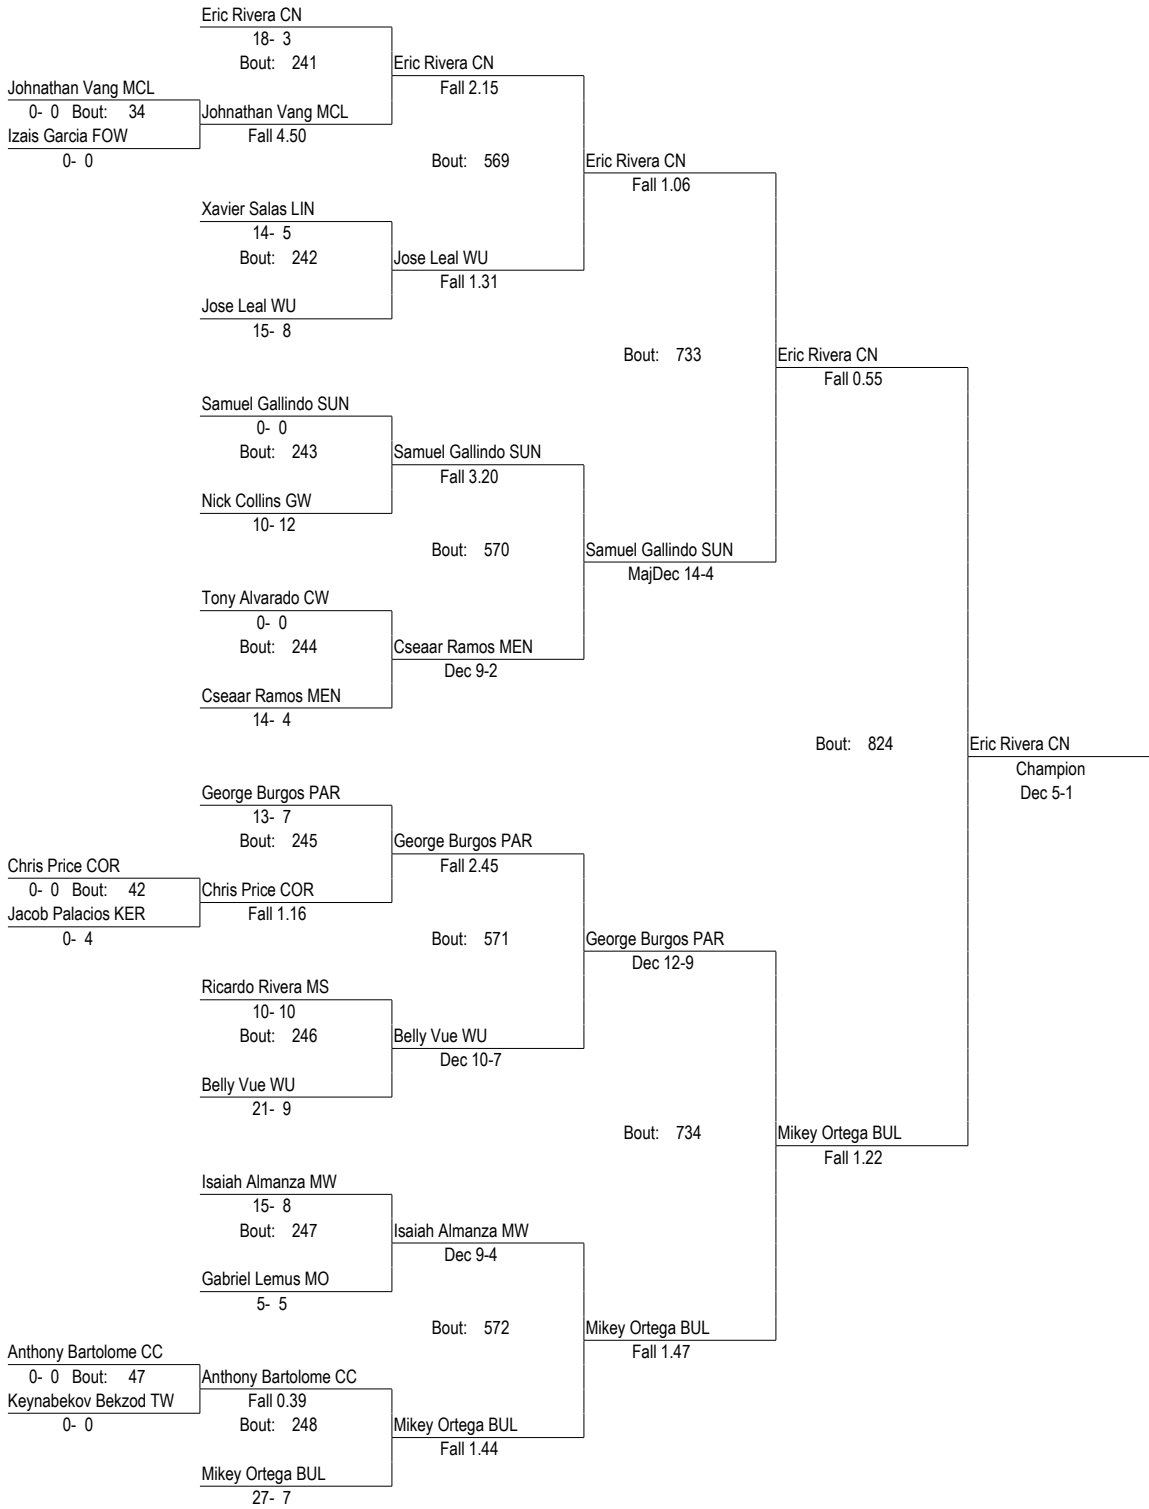 Eric Rivera CN
18- 3
Bout: 241
Eric Rivera CN
Fall 2.15
Johnathan Vang MCL
0- 0 Bout: 34
Johnathan Vang MCL
Izais Garcia FOW
Fall 4.50
0- 0
Bout: 569
Eric Rivera CN
Fall 1.06
Xavier Salas LIN
14- 5
Bout: 242
Jose Leal WU
Fall 1.31
Jose Leal WU
15- 8
Bout: 733
Eric Rivera CN
Fall 0.55
Samuel Gallindo SUN
0- 0
Bout: 243
Samuel Gallindo SUN
Fall 3.20
Nick Collins GW
10- 12
Bout: 570
Samuel Gallindo SUN
MajDec 14-4
Tony Alvarado CW
0- 0
Bout: 244
Cseaar Ramos MEN
Dec 9-2
Cseaar Ramos MEN
14- 4
Bout: 824
Eric Rivera CN
Champion
Dec 5-1
George Burgos PAR
13- 7
Bout: 245
George Burgos PAR
Fall 2.45
Chris Price COR
0- 0 Bout: 42
Chris Price COR
Jacob Palacios KER
Fall 1.16
0- 4
Bout: 571
George Burgos PAR
Dec 12-9
Ricardo Rivera MS
10- 10
Bout: 246
Belly Vue WU
Dec 10-7
Belly Vue WU
21- 9
Bout: 734
Mikey Ortega BUL
Fall 1.22
Isaiah Almanza MW
15- 8
Bout: 247
Isaiah Almanza MW
Dec 9-4
Gabriel Lemus MO
5- 5
Bout: 572
Mikey Ortega BUL
Fall 1.47
Anthony Bartolome CC
0- 0 Bout: 47
Anthony Bartolome CC
Keynabekov Bekzod TW
Fall 0.39
0- 0
Bout: 248
Mikey Ortega BUL
Fall 1.44
Mikey Ortega BUL
27- 7